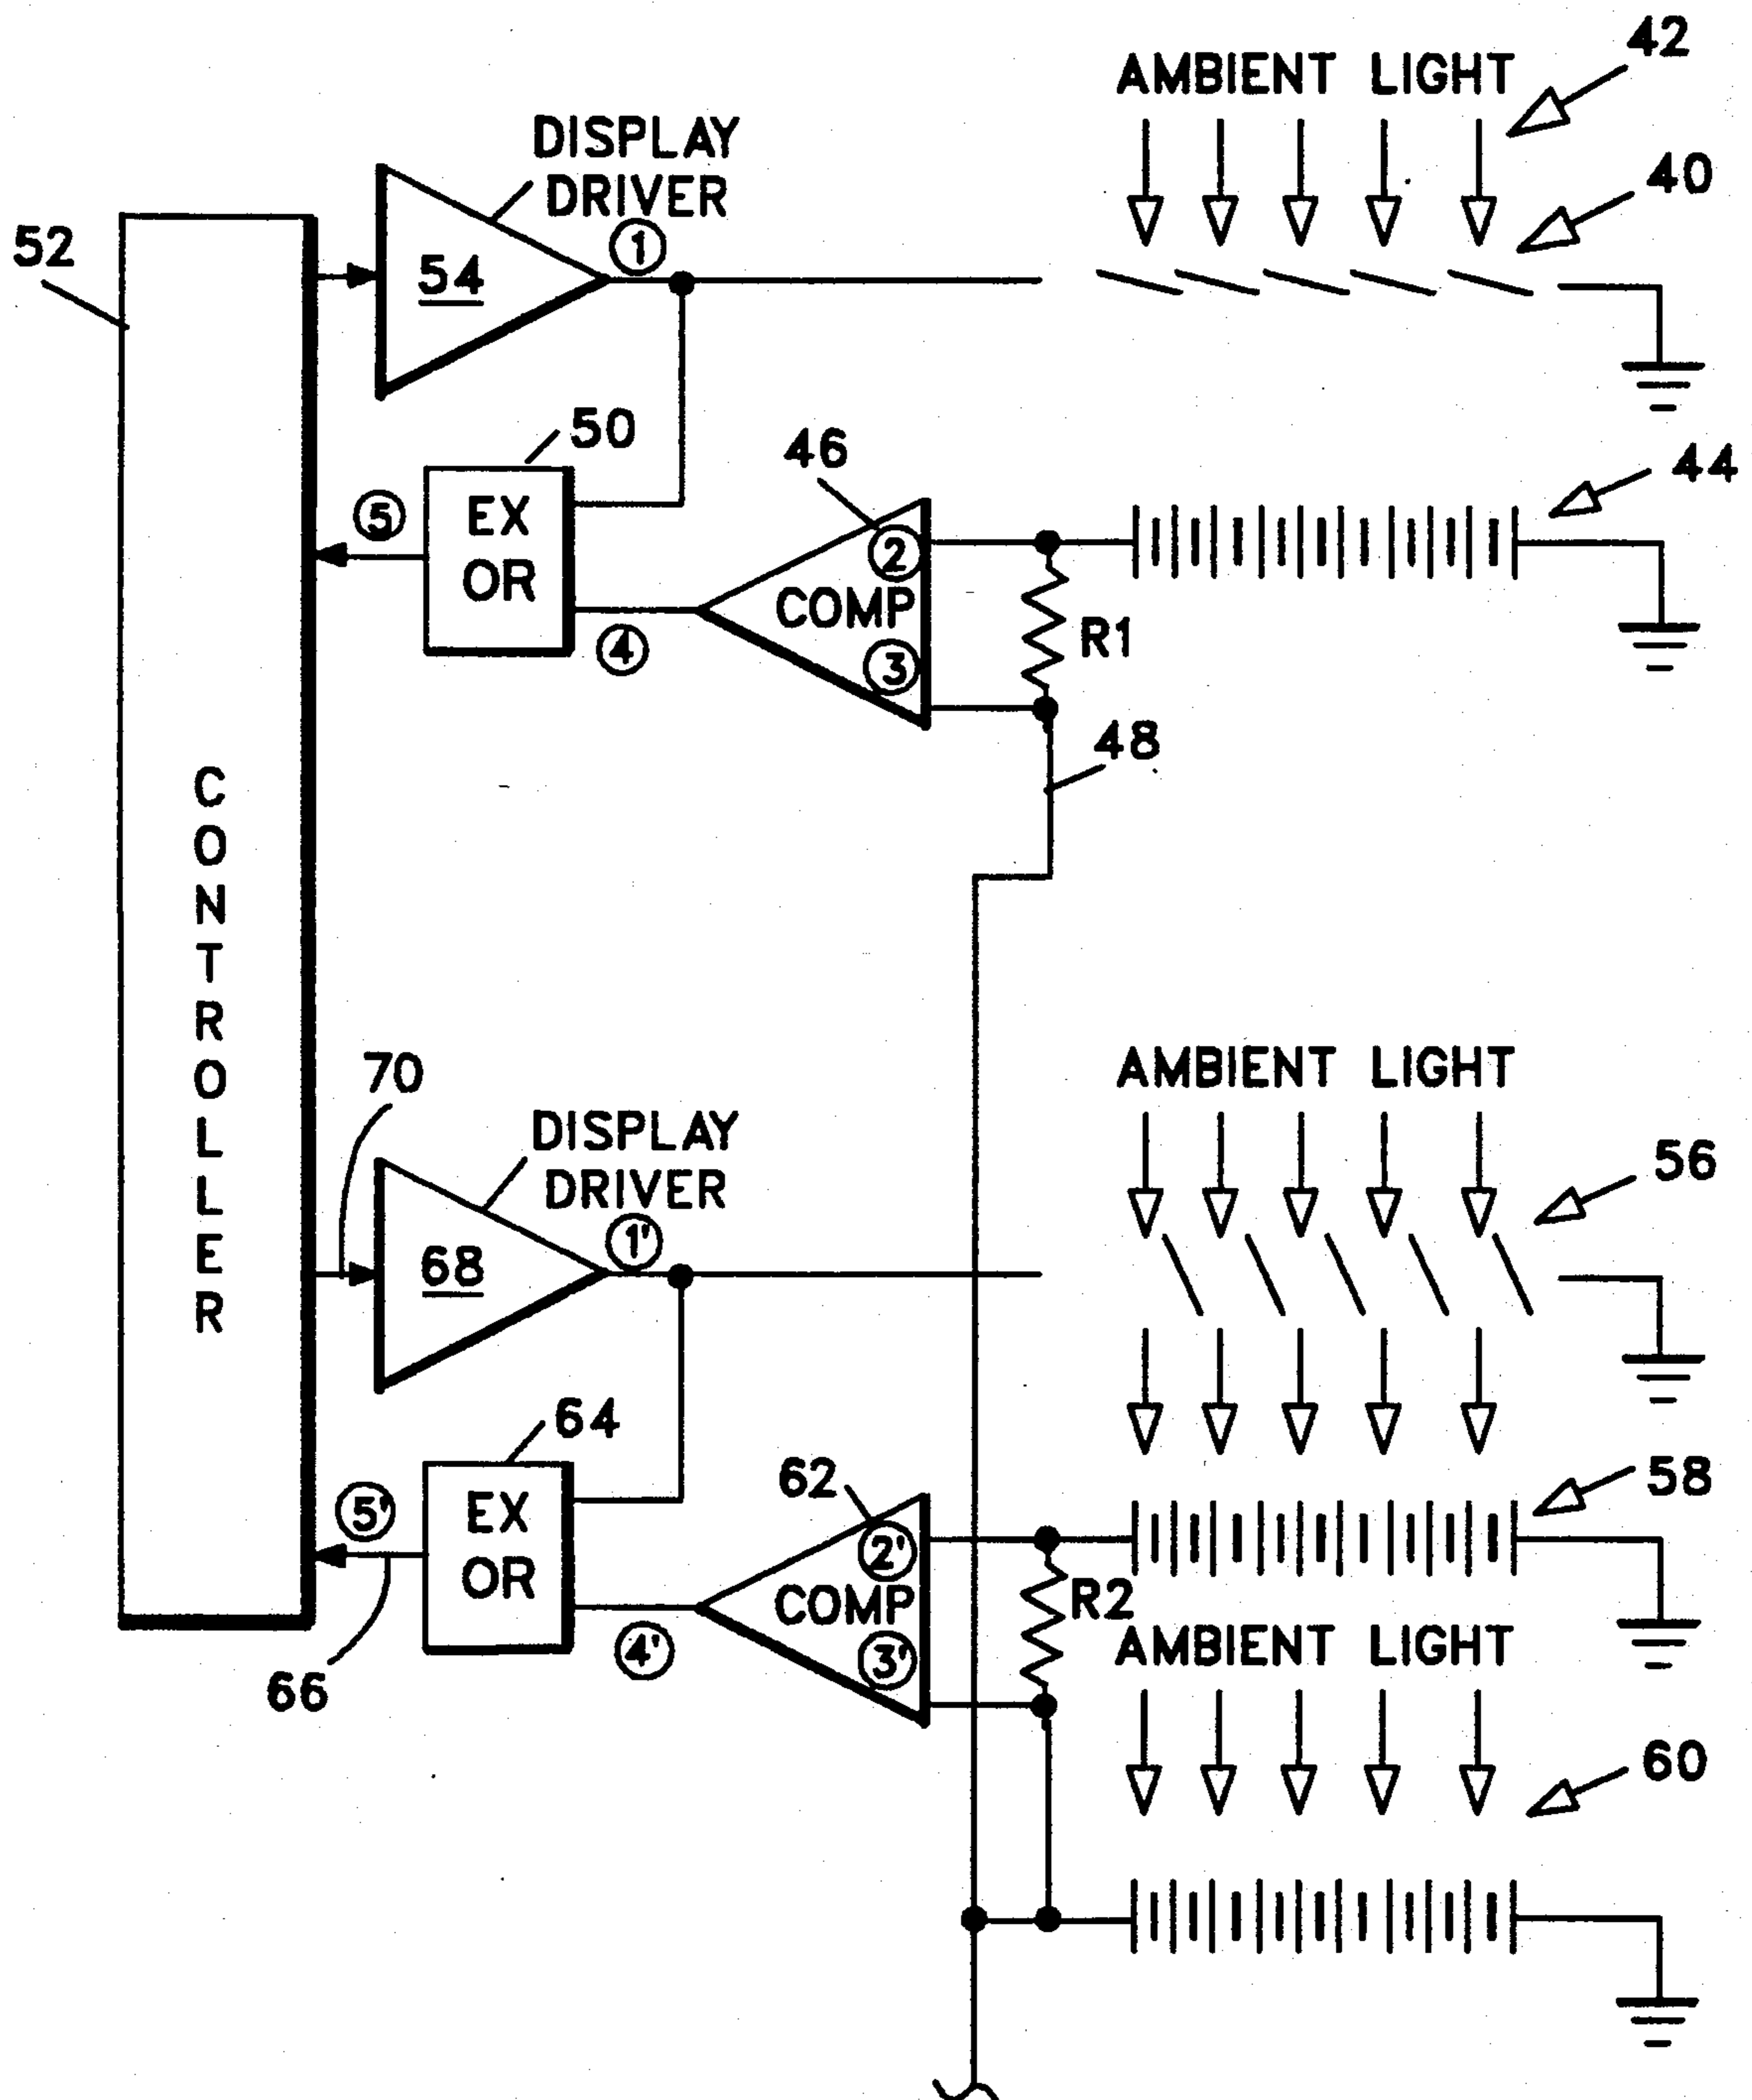 42
AMBIENT LIGHT
40
DISPLAY
DRIVER
1
52
54
50
46
44
5
EX
OR
2
COMP
3
R1
4
48
CONTROLLER
AMBIENT LIGHT
70
DISPLAY
DRIVER
56
1'
68
64
62
58
5'
EX
OR
2'
COMP
3'
R2
4'
AMBIENT LIGHT
66
60